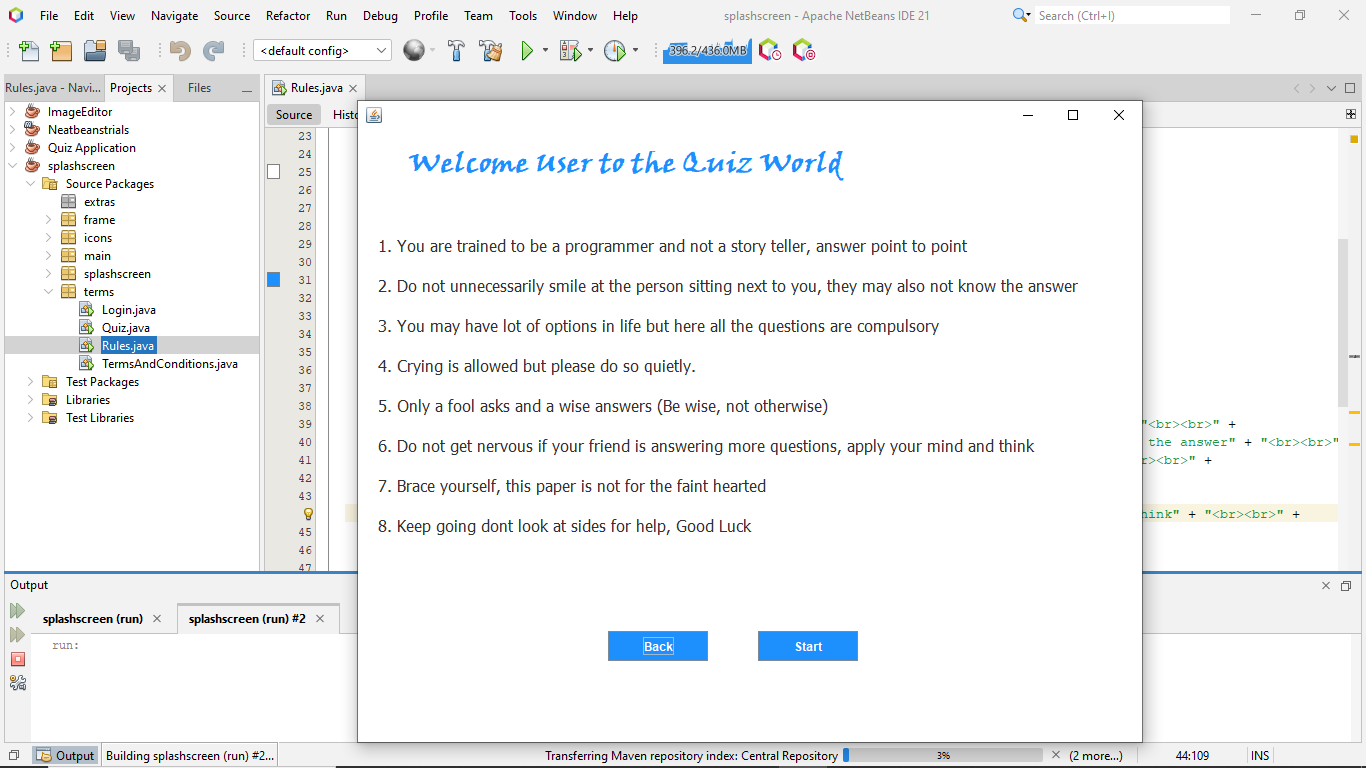 File Edit View Navigate Source Refactor Run Debug Profile Team Tools Window Help splashscreen - Apache NetBeans IDE 21 Search (Ctrl+I)
<default config> 396.2/436.0MB
Rules.java - Navi... Projects Files Rules.java
ImageEditor
Neatbeanstrials
Quiz Application
splashscreen
Source Packages
extras
frame
icons
main
splashscreen
terms
Login.java
Quiz.java
Rules.java
TermsAndConditions.java
Test Packages
Libraries
Test Libraries
Source Histo
23
24
25
26
27
28
29
30
31
32
33
34
35
36
37
38
39 "<br><br>" +
40 the answer" + "<br><br>"
41 <br>" +
42
43
hink" + "<br><br>" +
45
46
47
Welcome User to the Quiz World
1. You are trained to be a programmer and not a story teller, answer point to point
2. Do not unnecessarily smile at the person sitting next to you, they may also not know the answer
3. You may have lot of options in life but here all the questions are compulsory
4. Crying is allowed but please do so quietly.
5. Only a fool asks and a wise answers (Be wise, not otherwise)
6. Do not get nervous if your friend is answering more questions, apply your mind and think
7. Brace yourself, this paper is not for the faint hearted
8. Keep going dont look at sides for help, Good Luck
Back Start
Output
splashscreen (run) splashscreen (run) #2
run:
Output Building splashscreen (run) #2... Transferring Maven repository index: Central Repository 3% (2 more...) 44:109 INS